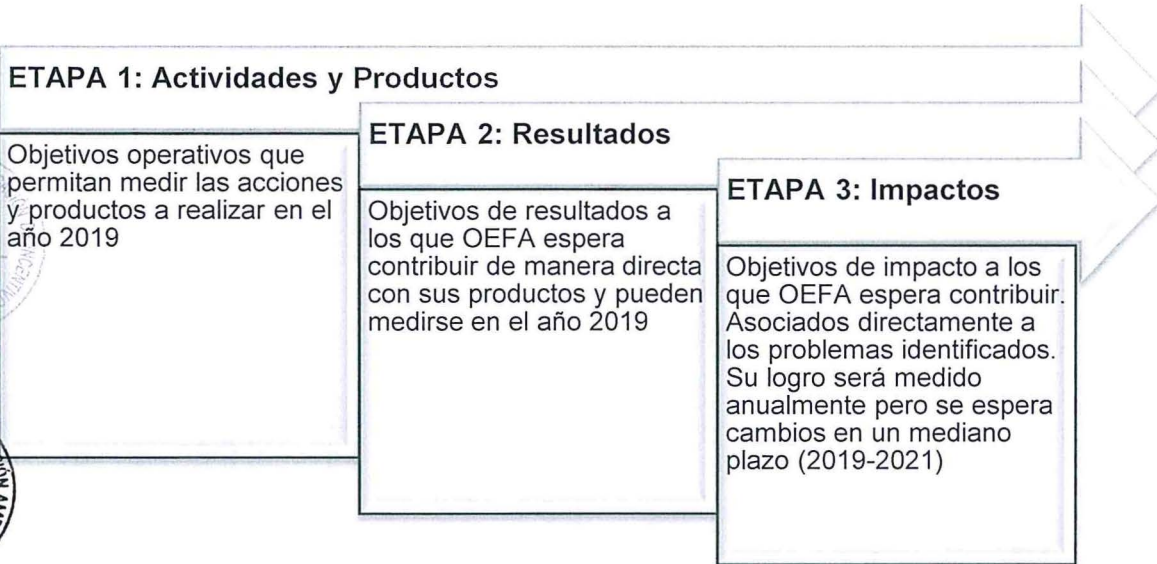 ETAPA 1: Actividades y Productos
Objetivos operativos que
permitan medir las acciones
y productos a realizar en el
año 2019
ETAPA 2: Resultados
Objetivos de resultados a
los que OEFA espera
contribuir de manera directa
con sus productos y pueden
medirse en el año 2019
ETAPA 3: Impactos
Objetivos de impacto a los
que OEFA espera contribuir.
Asociados directamente a
los problemas identificados.
Su logro será medido
anualmente pero se espera
cambios en un mediano
plazo (2019-2021)